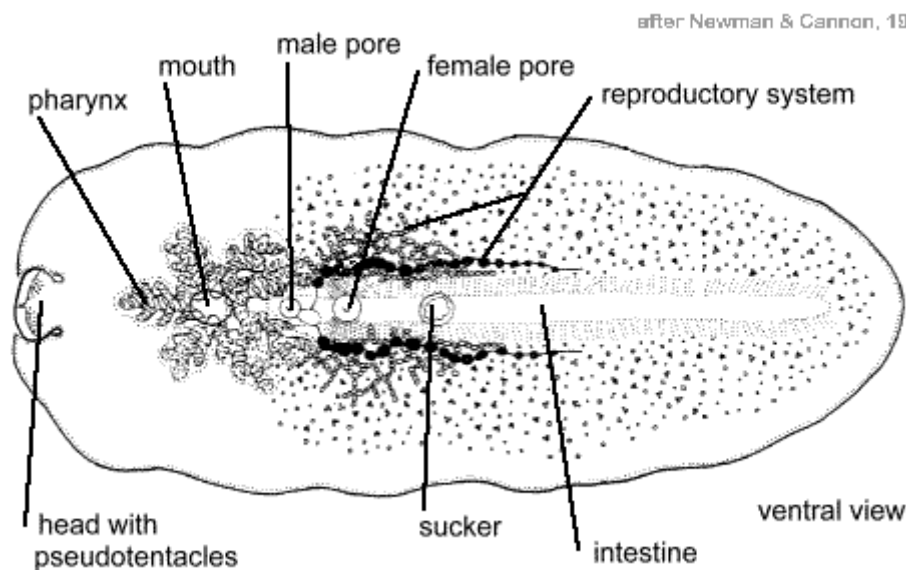 after Newman & Cannon, 19
male pore
mouth
female pore
pharynx
reproductory system
head with
pseudotentacles
sucker
intestine
ventral view